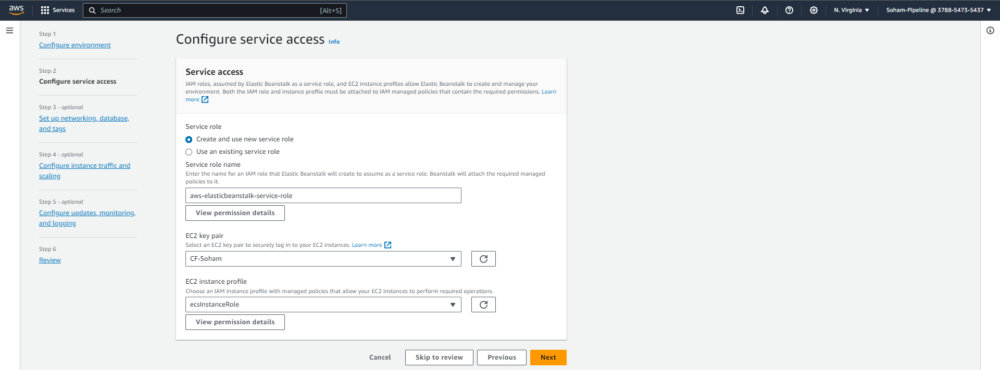 aws
Services
Search
[Alt+S]
N. Virginia
Soham-Pipeline @ 3788-5473-5437
Step 1
Configure environment
Step 2
Configure service access
Step 3 - optional
Set up networking, database,
and tags
Step 4 - optional
Configure instance traffic and
scaling
Step 5 - optional
Configure updates, monitoring,
and logging
Step 6
Review
Configure service access Info
Service access
IAM roles, assumed by Elastic Beanstalk as a service role, and EC2 instance profiles allow Elastic Beanstalk to create and manage your
environment. Both the IAM role and instance profile must be attached to IAM managed policies that contain the required permissions. Learn
more
Service role
Create and use new service role
Use an existing service role
Service role name
Enter the name for an IAM role that Elastic Beanstalk will create to assume as a service role. Beanstalk will attach the required managed
policies to it.
aws-elasticbeanstalk-service-role
View permission details
EC2 key pair
Select an EC2 key pair to securely log in to your EC2 instances. Learn more
CF-Soham
EC2 instance profile
Choose an IAM instance profile with managed policies that allow your EC2 instances to perform required operations.
ecsInstanceRole
View permission details
Cancel
Skip to review
Previous
Next